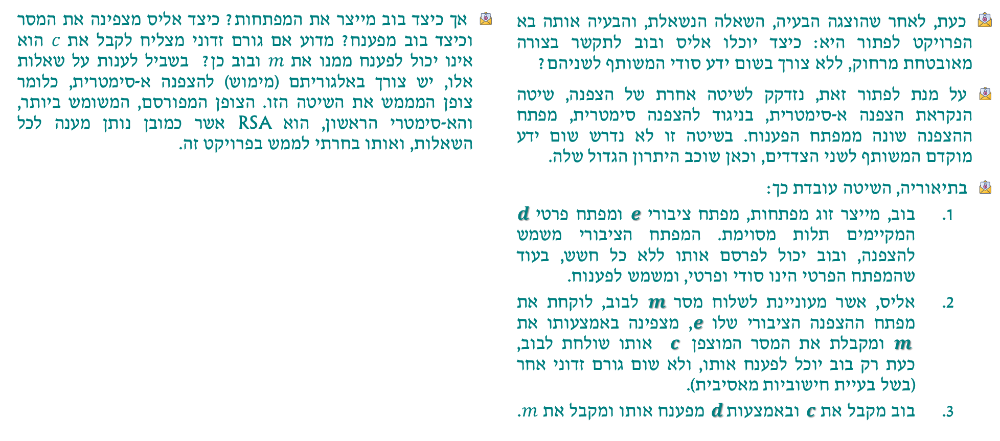 כעת, לאחר שהוצגה הבעיה, השאלה הנשאלת, והבעיה אותה בא
הפרויקט לפתור היא: כיצד יוכלו אליס ובוב לתקשר בצורה
מאובטחת מרחוק, ללא צורך בשום ידע סודי המשותף לשניהם?
על מנת לפתור זאת, נזדקק לשיטה אחרת של הצפנה, שיטה
הנקראת הצפנה א-סימטרית, בניגוד להצפנה סימטרית, מפתח
ההצפנה שונה ממפתח הפענוח. בשיטה זו לא נדרש שום ידע
מוקדם המשותף לשני הצדדים, וכאן שוכב היתרון הגדול שלה.
בתיאוריה, השיטה עובדת כך:
1. בוב, מייצר זוג מפתחות, מפתח ציבורי e ומפתח פרטי d
המקיימים תלות מסוימת. המפתח הציבורי משמש
להצפנה, ובוב יכול לפרסם אותו ללא כל חשש, בעוד
שהמפתח הפרטי הינו סודי ופרטי, ומשמש לפענוח.
2. אליס, אשר מעוניינת לשלוח מסר m לבוב, לוקחת את
מפתח ההצפנה הציבורי שלו e, מצפינה באמצעותו את
m ומקבלת את המסר המוצפן c אותו שולחת לבוב,
כעת רק בוב יוכל לפענח אותו, ולא שום גורם זדוני אחר
(בשל בעיית חישוביות מאסיבית).
3. בוב מקבל את c ובאמצעות d מפענח אותו ומקבל את m.
אך כיצד בוב מייצר את המפתחות? כיצד אליס מצפינה את המסר
וכיצד בוב מפענח? מדוע אם גורם זדוני מצליח לקבל את c הוא
אינו יכול לפענח ממנו את m ובוב כן? בשביל לענות על שאלות
אלו, יש צורך באלגוריתם (מימוש) להצפנה א-סימטרית, כלומר
צופן המממש את השיטה הזו. הצופן המפורסם, המשומש ביותר,
והא-סימטרי הראשון, הוא RSA אשר כמובן נותן מענה לכל
השאלות, ואותו בחרתי לממש בפרויקט זה.